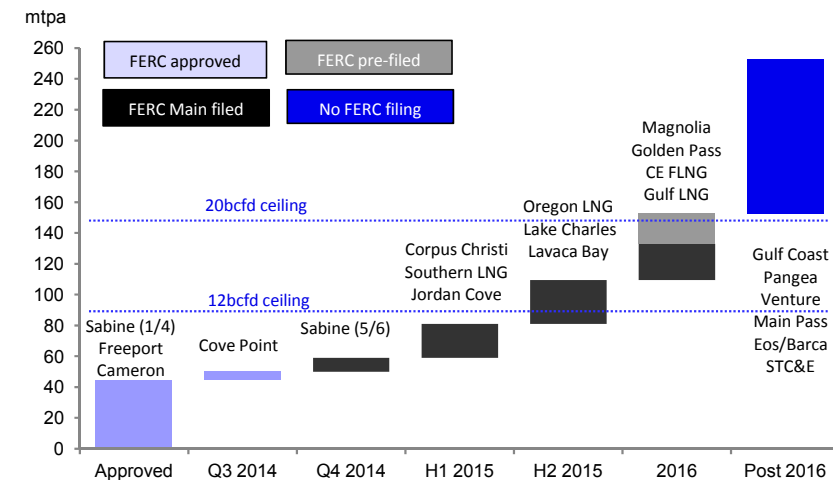 mtpa
260
240
220
200
180
160
140
120
100
80
60
40
20
0
FERC approved
FERC pre-filed
FERC Main filed
No FERC filing
20bcfd ceiling
12bcfd ceiling
Sabine (1/4)
Freeport
Cameron
Cove Point
Sabine (5/6)
Corpus Christi
Southern LNG
Jordan Cove
Oregon LNG
Lake Charles
Lavaca Bay
Magnolia
Golden Pass
CE FLNG
Gulf LNG
Gulf Coast
Pangea
Venture
Main Pass
Eos/Barca
STC&E
Approved
Q3 2014
Q4 2014
H1 2015
H2 2015
2016
Post 2016